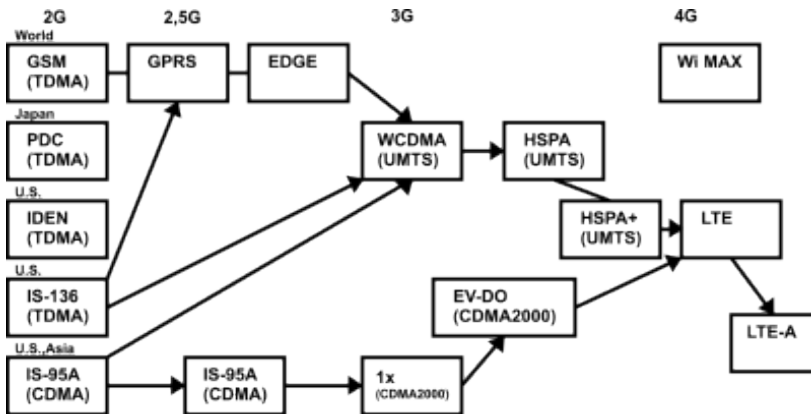 2G 2,5G 3G 4G
World
GSM
(TDMA)
GPRS
EDGE
Wi MAX
Japan
PDC
(TDMA)
WCDMA
(UMTS)
HSPA
(UMTS)
U.S.
IDEN
(TDMA)
HSPA+
(UMTS)
LTE
U.S.
IS-136
(TDMA)
EV-DO
(CDMA2000)
LTE-A
U.S.,Asia
IS-95A
(CDMA)
IS-95A
(CDMA)
1x
(CDMA2000)